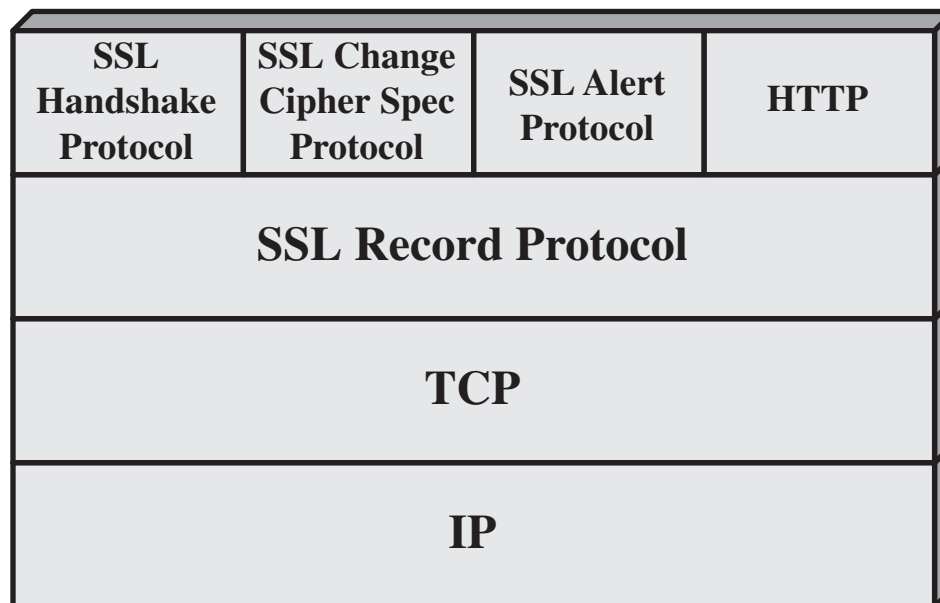 SSL
Handshake
Protocol
SSL Change
Cipher Spec
Protocol
SSL Alert
Protocol
HTTP
SSL Record Protocol
TCP
IP